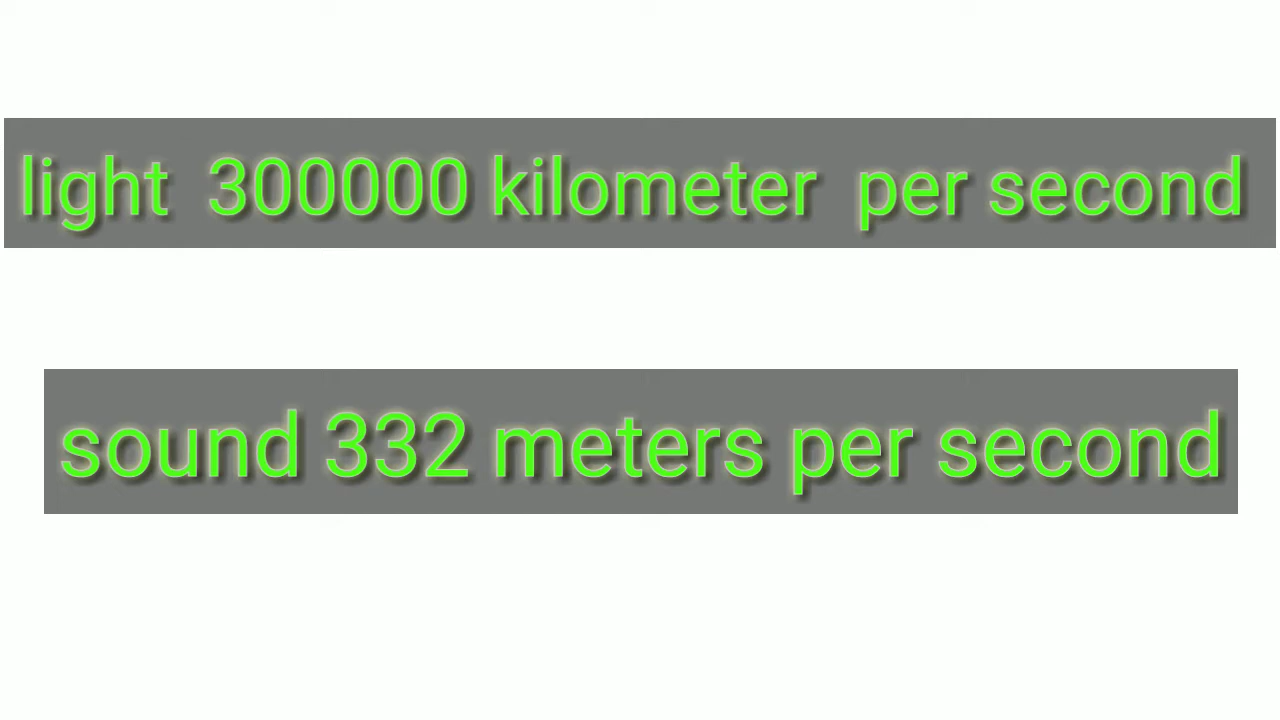 light 300000 kilometer per second
sound 332 meters per second